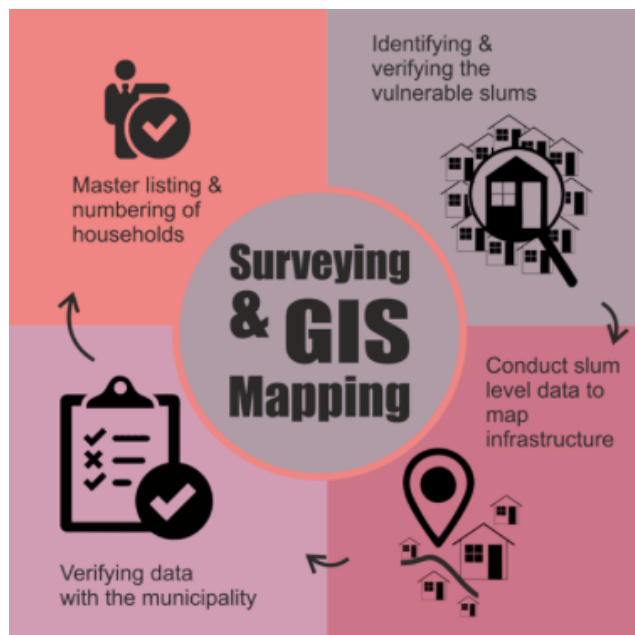 Identifying &
verifying the
vulnerable slums
Master listing &
numbering of
households
Surveying
& GIS
Mapping
Conduct slum
level data to
map
infrastructure
Verifying data
with the municipality